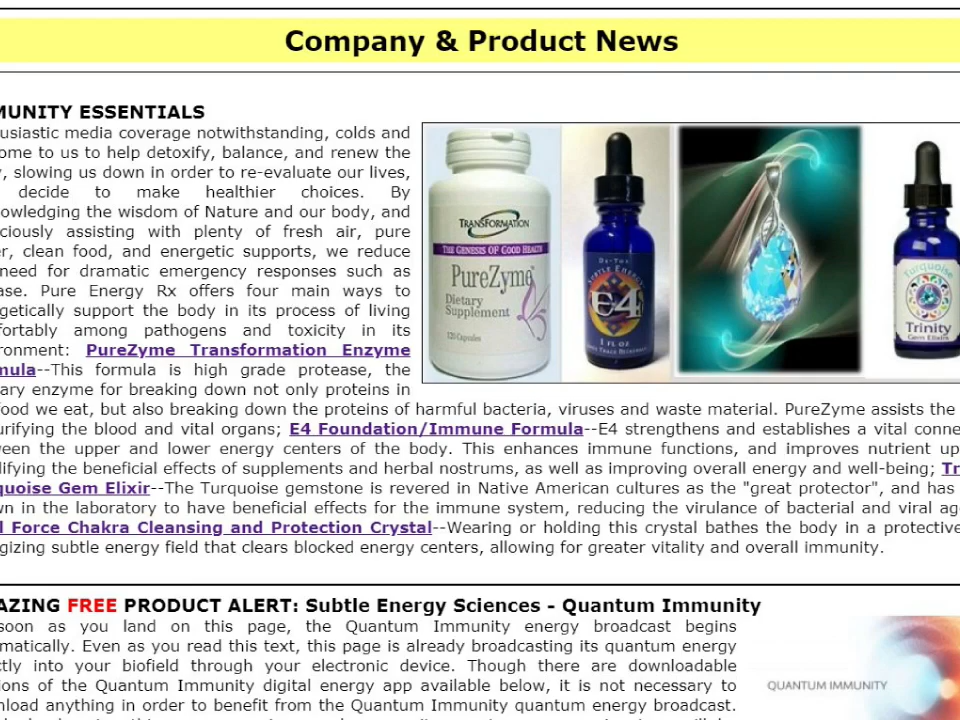 Company & Product News
MUNITY ESSENTIALS
usiastic media coverage notwithstanding, colds and
ome to us to help detoxify, balance, and renew the
, slowing us down in order to re-evaluate our lives,
decide to make healthier choices. By
owledging the wisdom of Nature and our body, and
ciously assisting with plenty of fresh air, pure
r, clean food, and energetic supports, we reduce
need for dramatic emergency responses such as
ase. Pure Energy Rx offers four main ways to
getically support the body in its process of living
fortably among pathogens and toxicity in its
ronment: PureZyme Transformation Enzyme
mula--This formula is high grade protease, the
ary enzyme for breaking down not only proteins in
food we eat, but also breaking down the proteins of harmful bacteria, viruses and waste material. PureZyme assists the
urifying the blood and vital organs; E4 Foundation/Immune Formula--E4 strengthens and establishes a vital conne
een the upper and lower energy centers of the body. This enhances immune functions, and improves nutrient up
lifying the beneficial effects of supplements and herbal nostrums, as well as improving overall energy and well-being; Tr
quoise Gem Elixir--The Turquoise gemstone is revered in Native American cultures as the "great protector", and has
wn in the laboratory to have beneficial effects for the immune system, reducing the virulance of bacterial and viral ag
l Force Chakra Cleansing and Protection Crystal--Wearing or holding this crystal bathes the body in a protective
gizing subtle energy field that clears blocked energy centers, allowing for greater vitality and overall immunity.
TRANSFORMATION
THE GENESIS OF GOOD HEALTH
PureZyme
Dietary
Supplement
120 Capsules
SUBTLE ENERGY
E4
1 FL OZ
Turquoise
Trinity
Gem Elixirs
AZING FREE PRODUCT ALERT: Subtle Energy Sciences - Quantum Immunity
soon as you land on this page, the Quantum Immunity energy broadcast begins
matically. Even as you read this text, this page is already broadcasting its quantum energy
ctly into your biofield through your electronic device. Though there are downloadable
ions of the Quantum Immunity digital energy app available below, it is not necessary to
nload anything in order to benefit from the Quantum Immunity quantum energy broadcast.
QUANTUM IMMUNITY